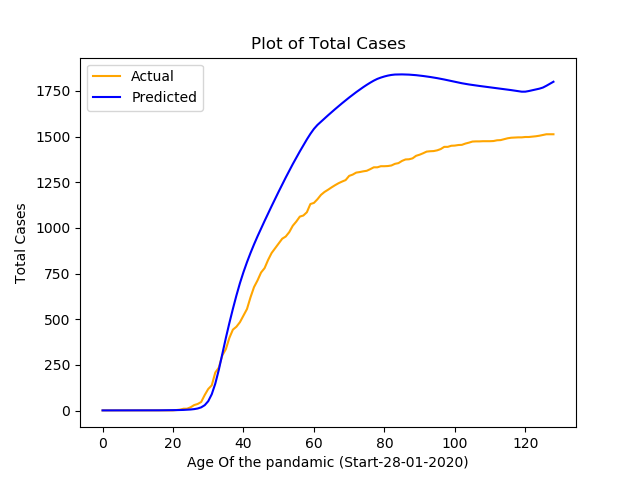 Plot of Total Cases
Actual
Predicted
1750
1500
1250
1000
750
500
250
0
Total Cases
0 20 40 60 80 100 120
Age Of the pandamic (Start-28-01-2020)